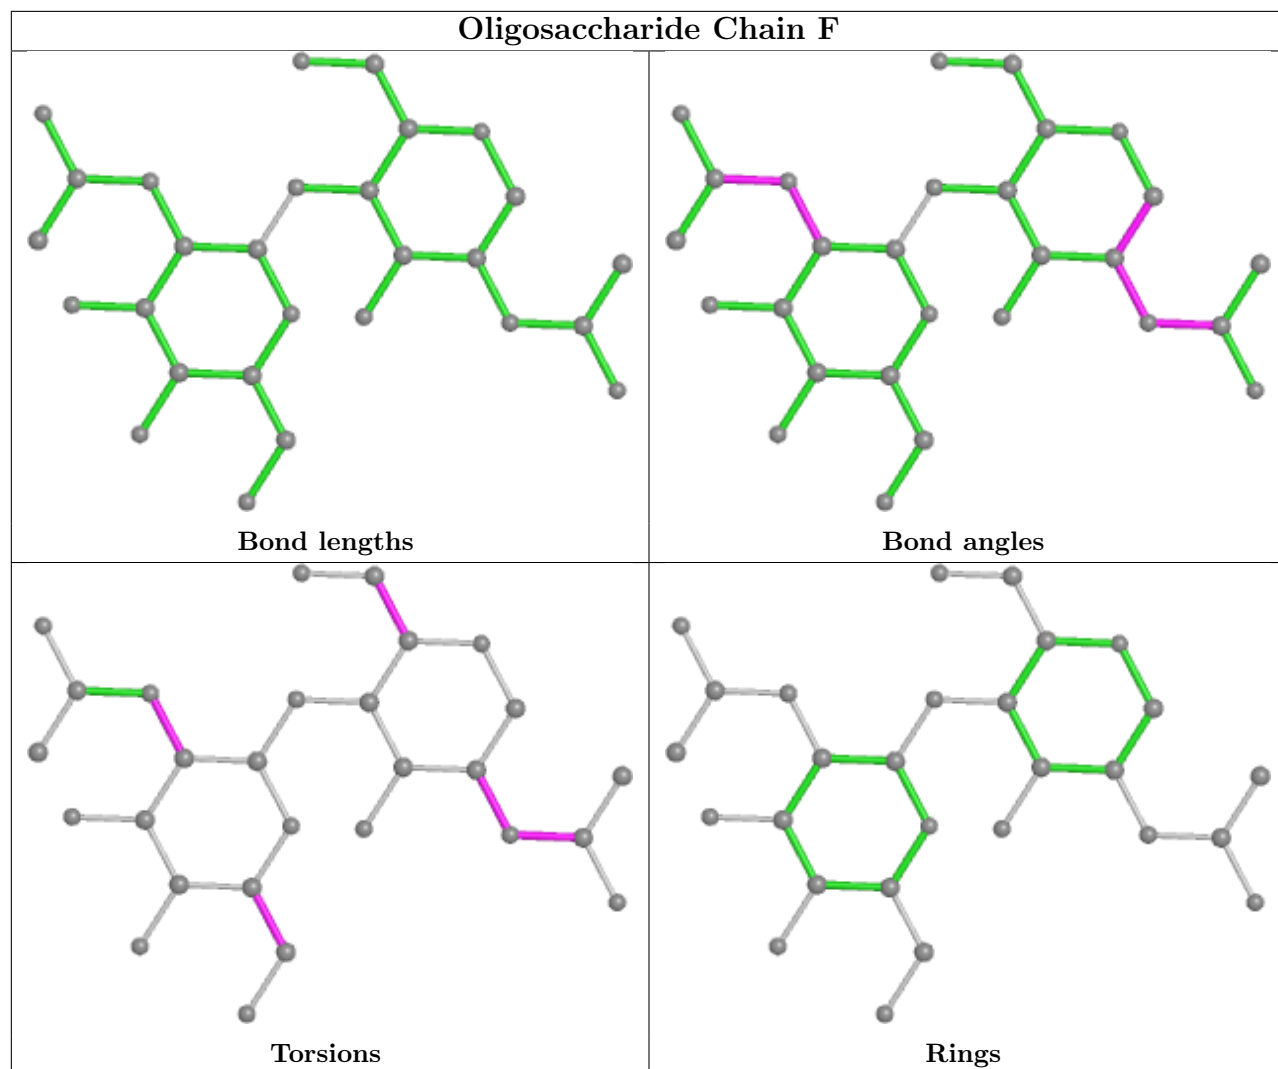 Oligosaccharide Chain F
Bond lengths
Bond angles
Torsions
Rings